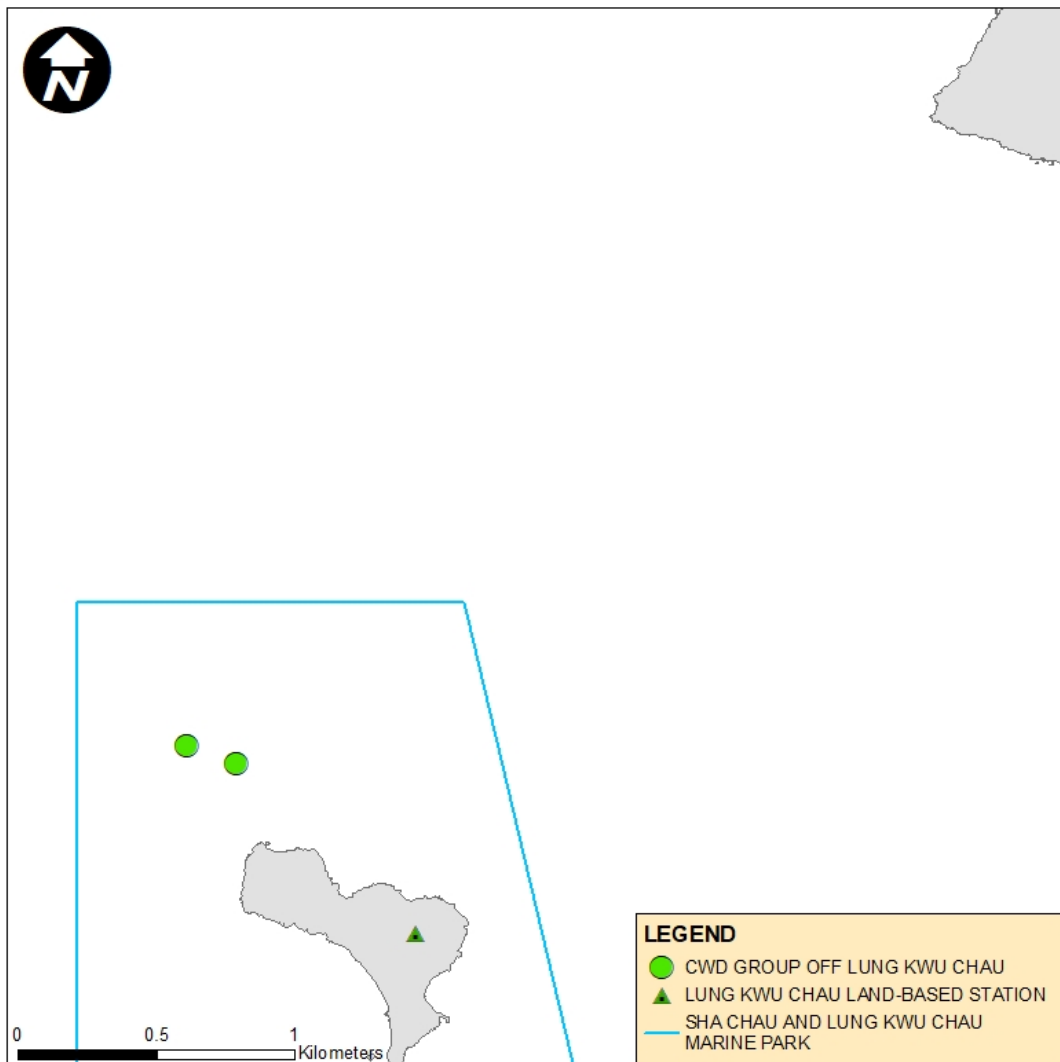 N
LEGEND
CWD GROUP OFF LUNG KWU CHAU
LUNG KWU CHAU LAND-BASED STATION
SHA CHAU AND LUNG KWU CHAU
MARINE PARK
0 0.5 1
Kilometers